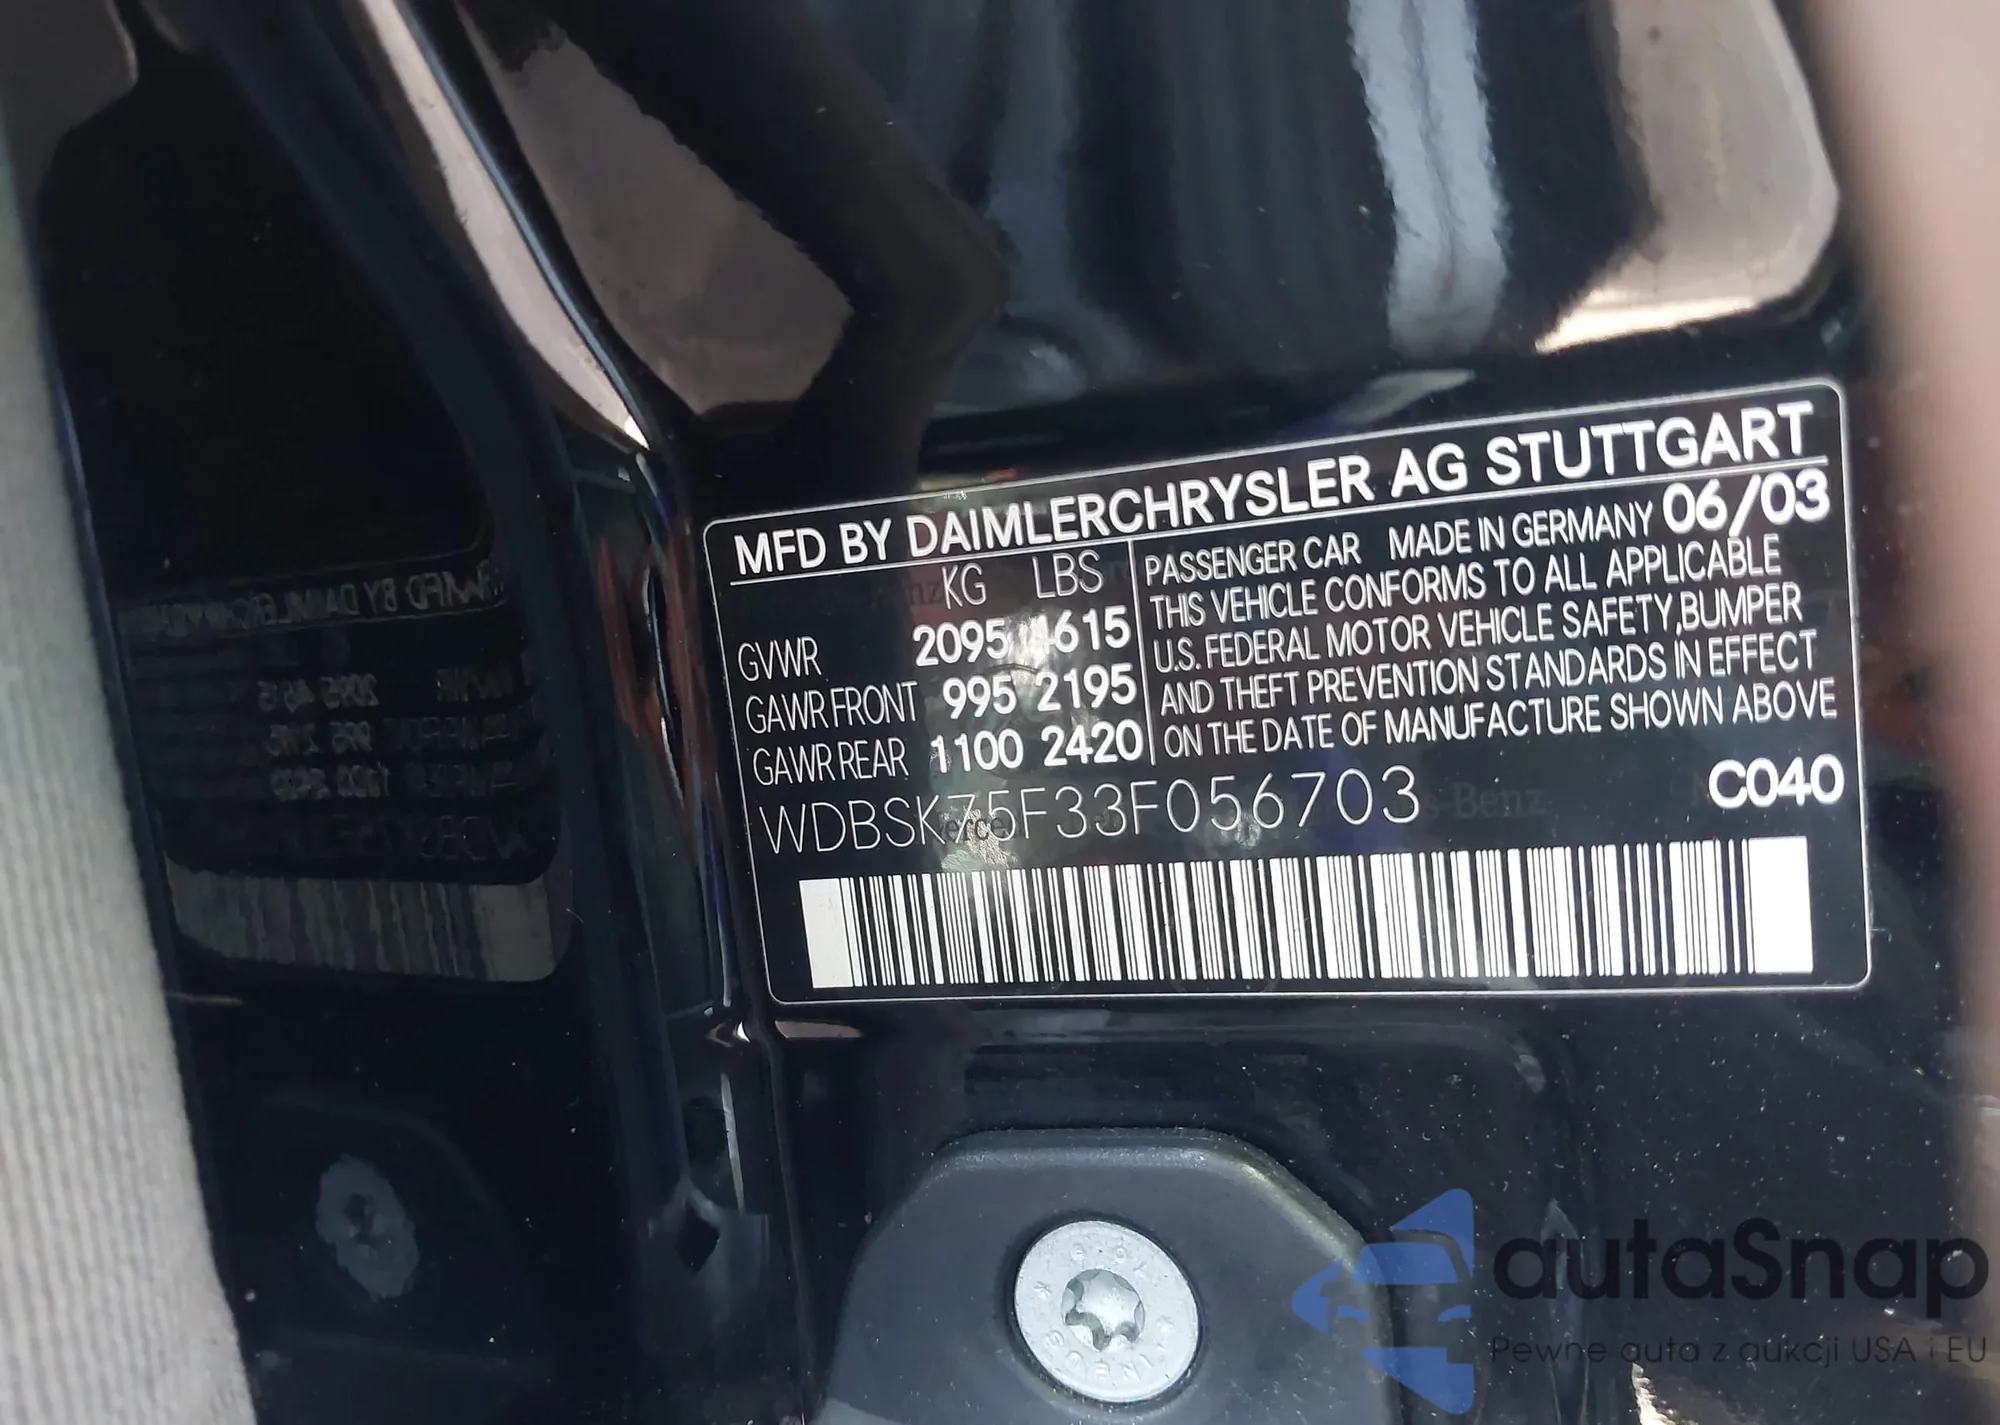 MFD BY DAIMLERCHRYSLER AG STUTTGART
KG LBS
GVWR 2095 4615
GAWR FRONT 995 2195
GAWR REAR 1100 2420
PASSENGER CAR MADE IN GERMANY 06/03
THIS VEHICLE CONFORMS TO ALL APPLICABLE
U.S. FEDERAL MOTOR VEHICLE SAFETY,BUMPER
AND THEFT PREVENTION STANDARDS IN EFFECT
ON THE DATE OF MANUFACTURE SHOWN ABOVE
WDBSK75F33F056703
C040
autaSnap
Pewne auta z aukcji USA i EU